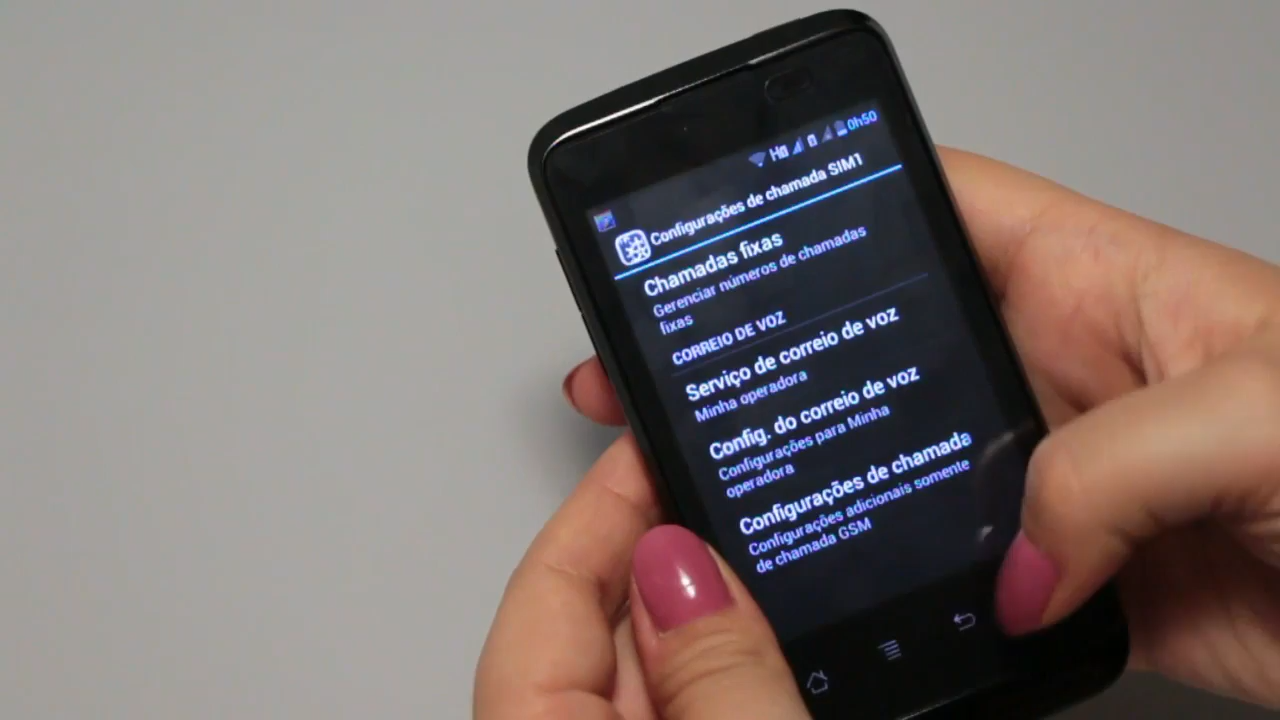 0h50
Configurações de chamada SIM1
Chamadas fixas
Gerenciar números de chamadas
fixas
CORREIO DE VOZ
Serviço de correio de voz
Minha operadora
Config. do correio de voz
Configurações para Minha
operadora
Configurações de chamada
Configurações adicionais somente
de chamada GSM